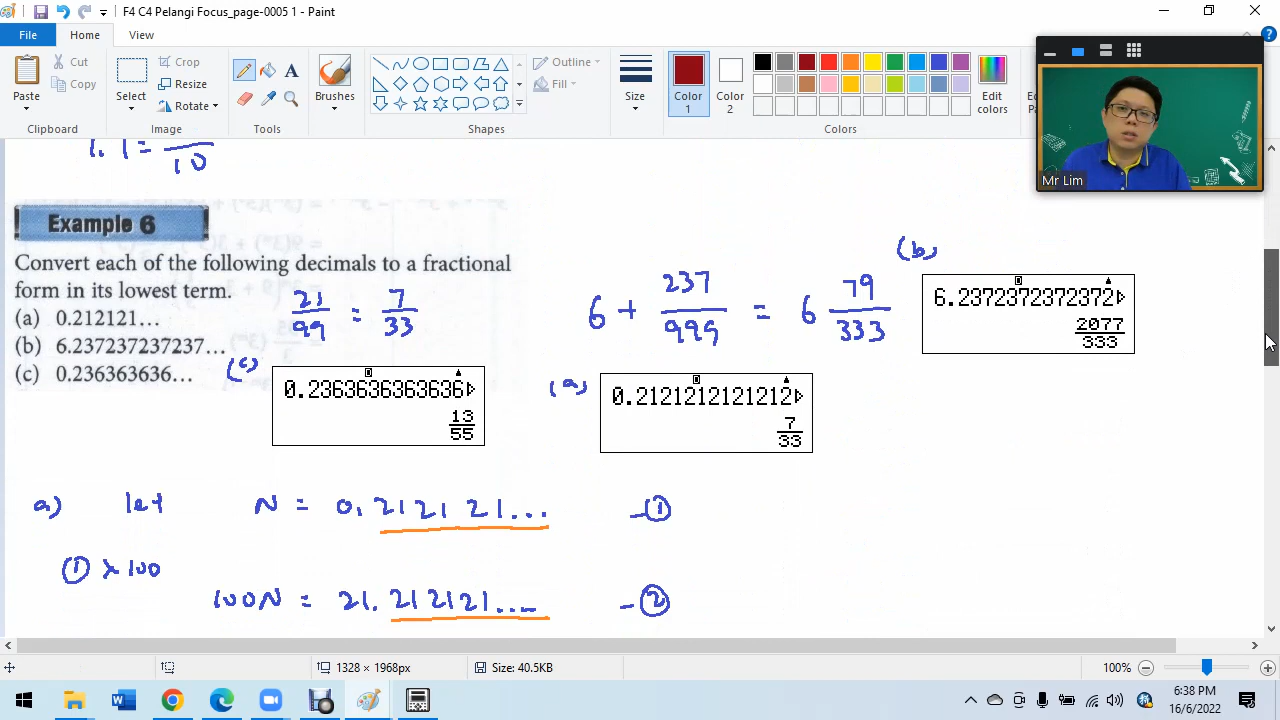 F4 C4 Pelangi Focus_page-0005 1 - Paint
File Home View
Paste Cut Copy Clipboard
Select Crop Resize Rotate Image
Tools
Brushes
Shapes Outline Fill
Size
Color 1 Color 2 Edit colors Colors
Mr Lim
1.1 = /10
Example 6
Convert each of the following decimals to a fractional
form in its lowest term.
(a) 0.212121...
(b) 6.237237237237...
(c) 0.236363636...
21/99 = 7/33
6 + 237/999 = 6 79/333
(b)
6.2372372372372
2077/333
(c)
0.2363636363636
13/55
(a)
0.2121212121212
7/33
a) let N = 0.212121... -①
① x 100
100N = 21.212121... -②
1328 × 1968px Size: 40.5KB 100%
6:38 PM
16/6/2022